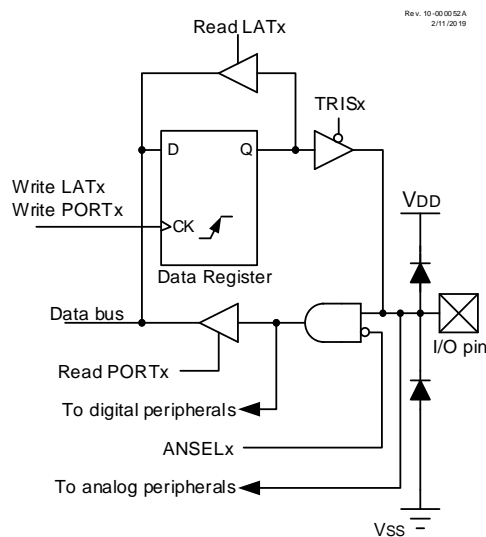 Rev. 10-000052A
2/11/2019
Read LATx
TRISx
D
Q
Write LATx
Write PORTx
CK
VDD
Data Register
Data bus
I/O pin
Read PORTx
To digital peripherals
ANSELx
To analog peripherals
VSS